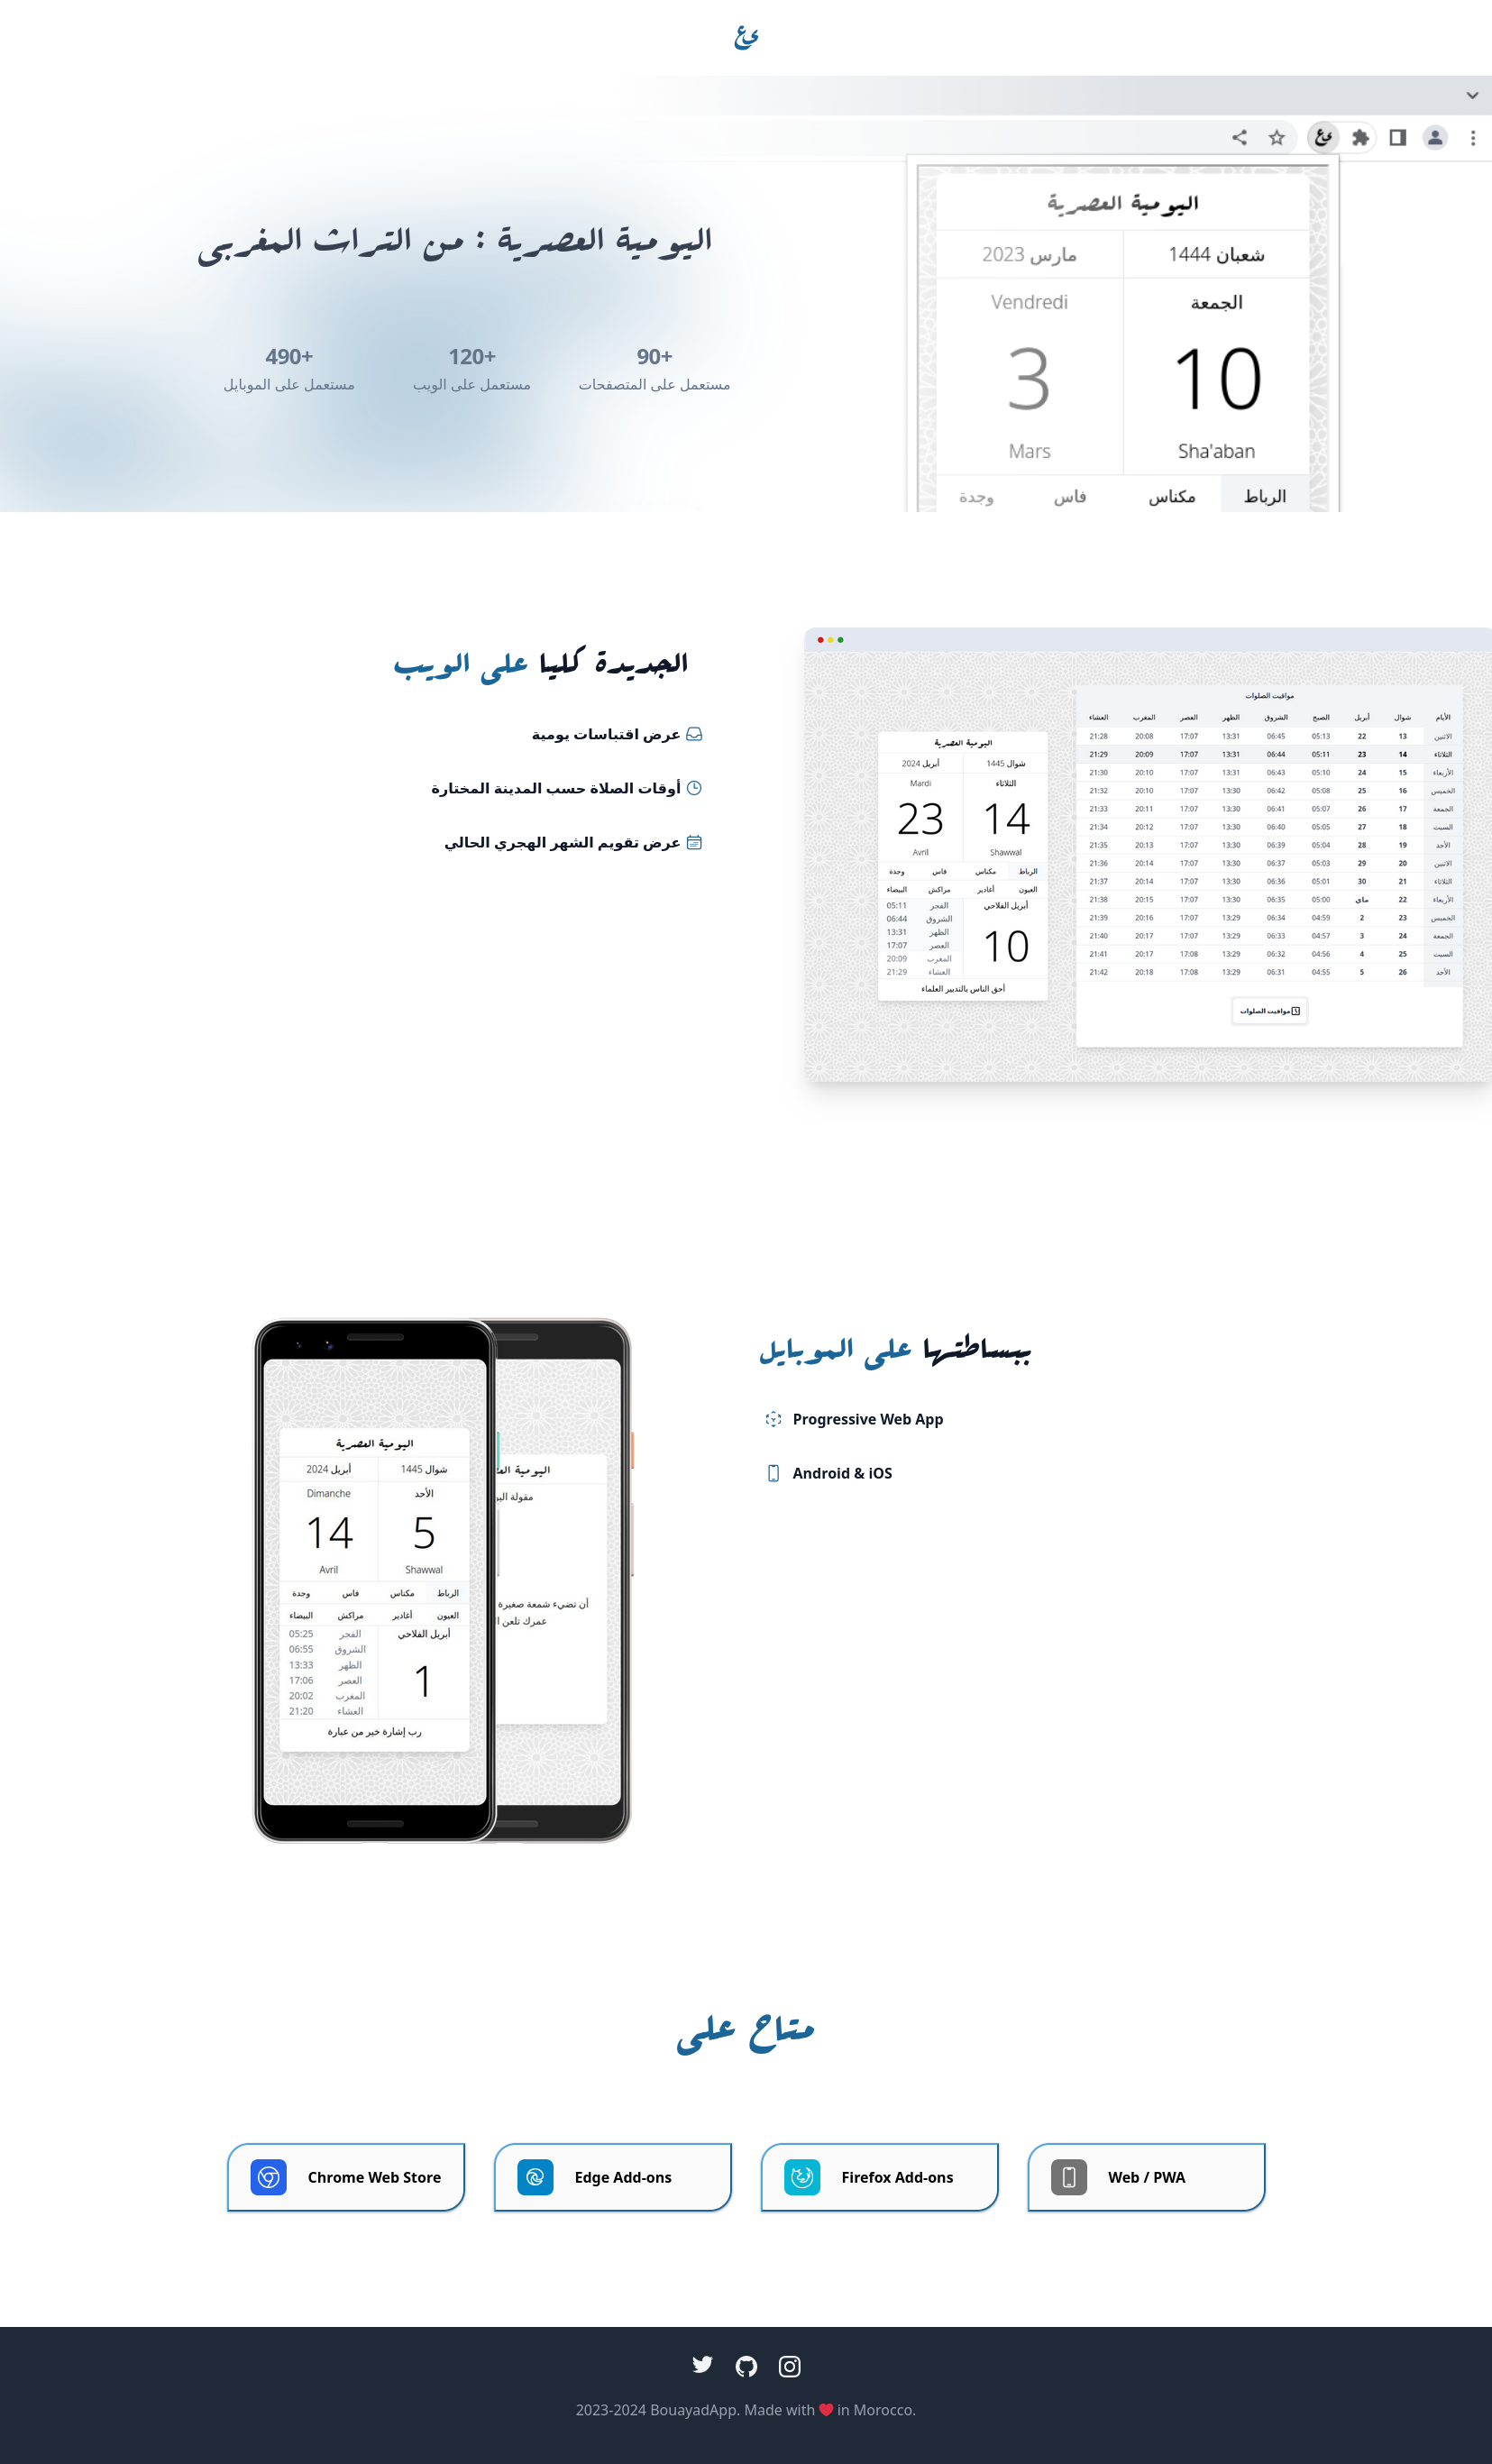 يع
اليومية العصرية : من التراث المغربي
90+
مستعمل على المتصفحات
120+
مستعمل على الويب
490+
مستعمل على الموبايل
يع
اليومية العصرية
شعبان 1444
مارس 2023
الجمعة
Vendredi
10
3
Sha'aban
Mars
الرباط مكناس فاس وجدة
الجديدة كليا على الويب
عرض اقتباسات يومية
أوقات الصلاة حسب المدينة المختارة
عرض تقويم الشهر الهجري الحالي
مواقيت الصلوات
الأيام شوال أبريل الصبح الشروق الظهر العصر المغرب العشاء
الاثنين 13 22 05:13 06:45 13:31 17:07 20:08 21:28
الثلاثاء 14 23 05:11 06:44 13:31 17:07 20:09 21:29
الأربعاء 15 24 05:10 06:43 13:31 17:07 20:10 21:30
الخميس 16 25 05:08 06:42 13:30 17:07 20:10 21:32
الجمعة 17 26 05:07 06:41 13:30 17:07 20:11 21:33
السبت 18 27 05:05 06:40 13:30 17:07 20:12 21:34
الأحد 19 28 05:04 06:39 13:30 17:07 20:13 21:35
الاثنين 20 29 05:03 06:37 13:30 17:07 20:14 21:36
الثلاثاء 21 30 05:01 06:36 13:30 17:07 20:14 21:37
الأربعاء 22 ماي 05:00 06:35 13:30 17:07 20:15 21:38
الخميس 23 2 04:59 06:34 13:29 17:07 20:16 21:39
الجمعة 24 3 04:57 06:33 13:29 17:07 20:17 21:40
السبت 25 4 04:56 06:32 13:29 17:08 20:17 21:41
الأحد 26 5 04:55 06:31 13:29 17:08 20:18 21:42
مواقيت الصلوات
اليومية العصرية
شوال 1445
أبريل 2024
الثلاثاء
Mardi
14
23
Shawwal
Avril
الرباط مكناس فاس وجدة
العيون أغادير مراكش البيضاء
أبريل الفلاحي
10
الفجر 05:11
الشروق 06:44
الظهر 13:31
العصر 17:07
المغرب 20:09
العشاء 21:29
أحق الناس بالتدبير العلماء
ببساطتها على الموبايل
Progressive Web App
Android & iOS
اليومية العصرية
شوال 1445
أبريل 2024
الأحد
Dimanche
5
14
Shawwal
Avril
الرباط مكناس فاس وجدة
العيون أغادير مراكش البيضاء
أبريل الفلاحي
1
الفجر 05:25
الشروق 06:55
الظهر 13:33
العصر 17:06
المغرب 20:02
العشاء 21:20
رب إشارة خير من عبارة
اليومية
مقولة
أن تضيء شمعة صغيرة
عمرك تلعن
متاح على
Chrome Web Store
Edge Add-ons
Firefox Add-ons
Web / PWA
2023-2024 BouayadApp. Made with ❤ in Morocco.